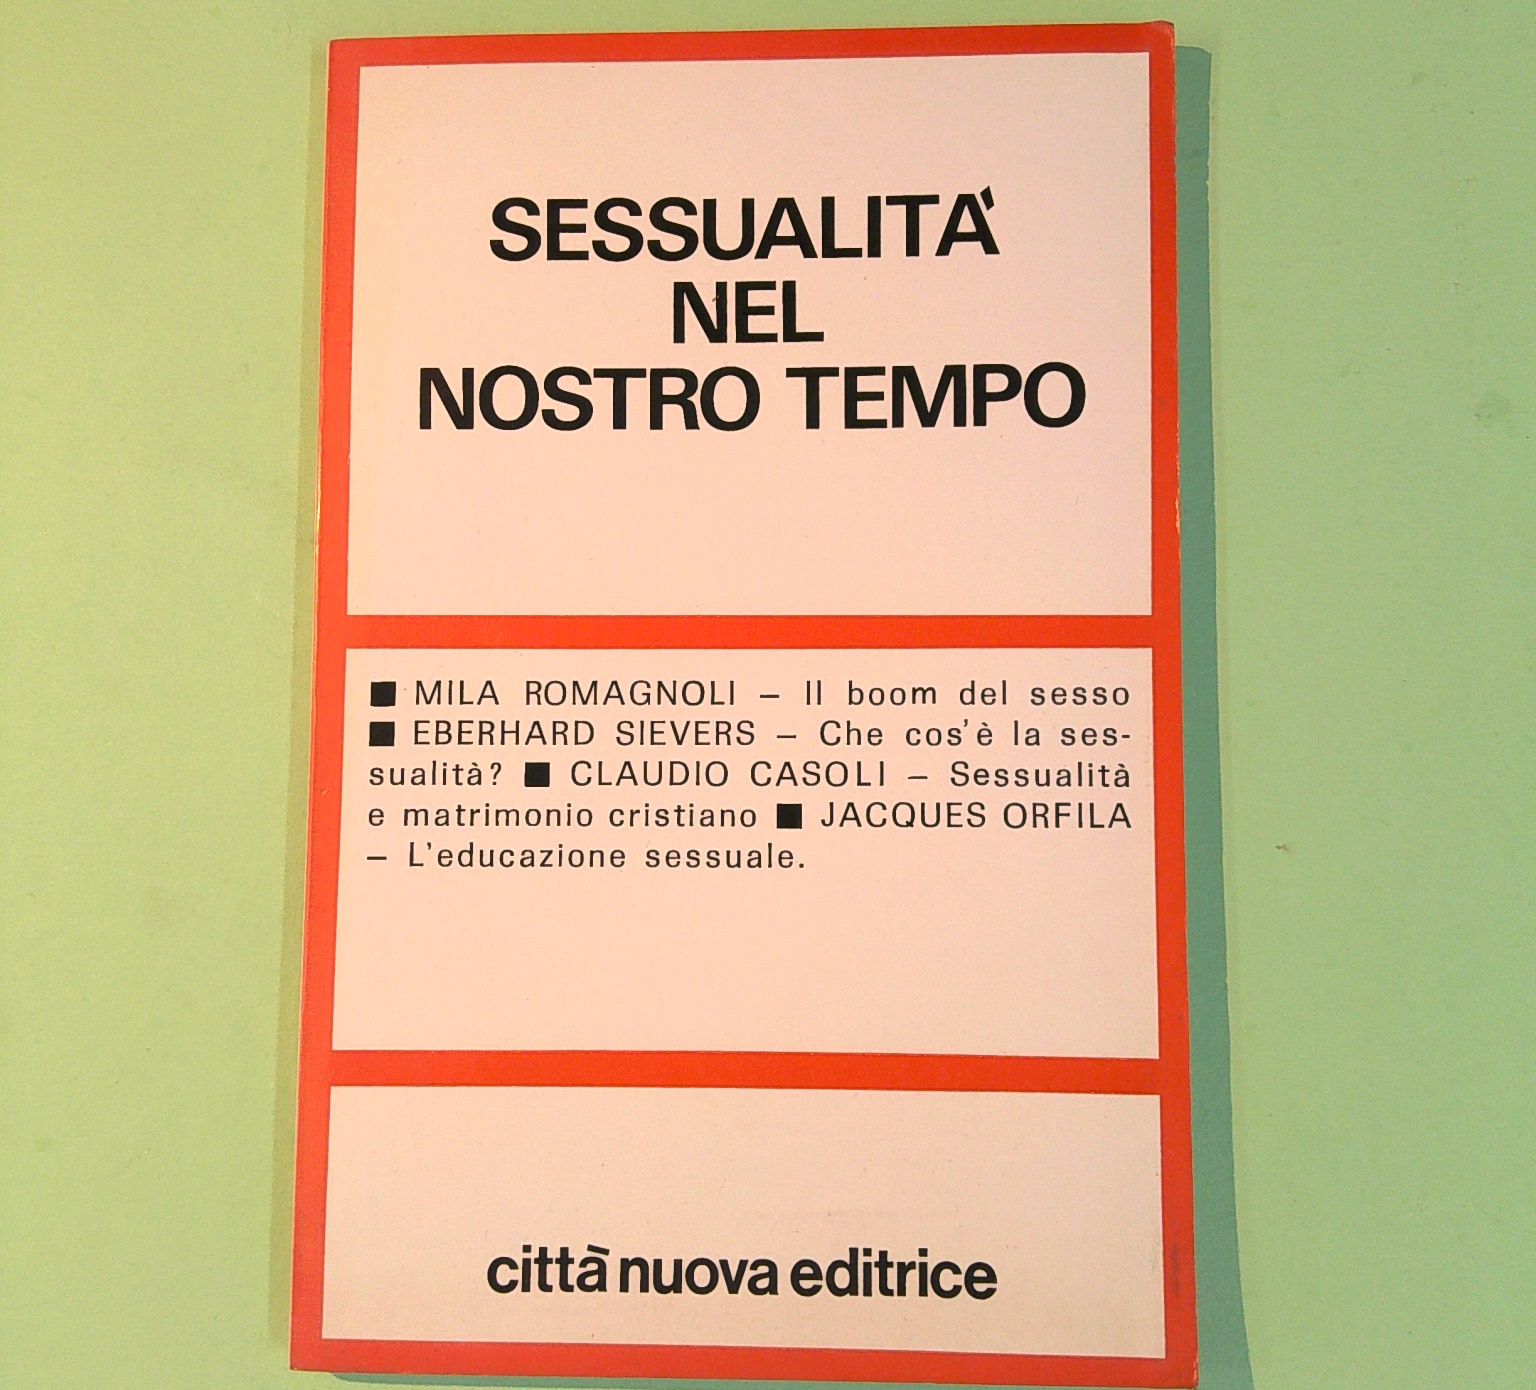 SESSUALITA'
NEL
NOSTRO TEMPO
■ MILA ROMAGNOLI – Il boom del sesso
■ EBERHARD SIEVERS – Che cos'è la ses-
sualità? ■ CLAUDIO CASOLI – Sessualità
e matrimonio cristiano ■ JACQUES ORFILA
– L'educazione sessuale.
città nuova editrice